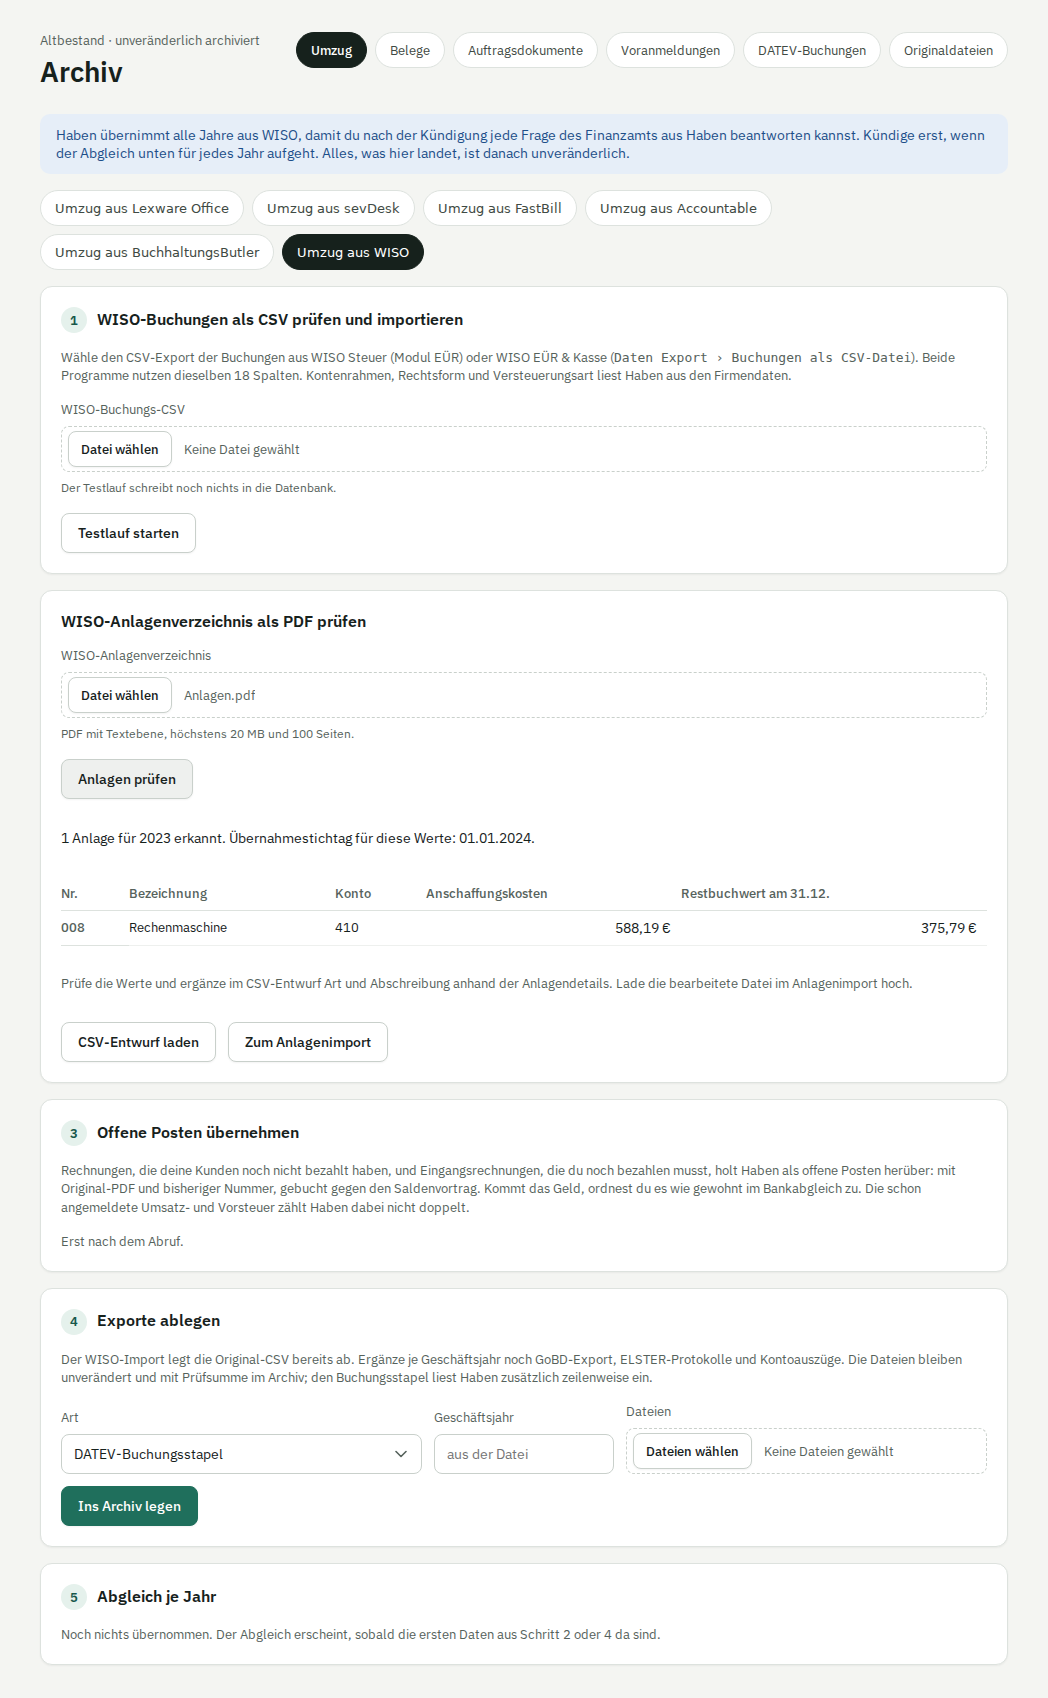 Altbestand · unveränderlich archiviert
Archiv
Umzug
Belege
Auftragsdokumente
Voranmeldungen
DATEV-Buchungen
Originaldateien
Haben übernimmt alle Jahre aus WISO, damit du nach der Kündigung jede Frage des Finanzamts aus Haben beantworten kannst. Kündige erst, wenn
der Abgleich unten für jedes Jahr aufgeht. Alles, was hier landet, ist danach unveränderlich.
Umzug aus Lexware Office
Umzug aus sevDesk
Umzug aus FastBill
Umzug aus Accountable
Umzug aus BuchhaltungsButler
Umzug aus WISO
1 WISO-Buchungen als CSV prüfen und importieren
Wähle den CSV-Export der Buchungen aus WISO Steuer (Modul EÜR) oder WISO EÜR & Kasse (Daten Export › Buchungen als CSV-Datei). Beide
Programme nutzen dieselben 18 Spalten. Kontenrahmen, Rechtsform und Versteuerungsart liest Haben aus den Firmendaten.
WISO-Buchungs-CSV
Datei wählen Keine Datei gewählt
Der Testlauf schreibt noch nichts in die Datenbank.
Testlauf starten
WISO-Anlagenverzeichnis als PDF prüfen
WISO-Anlagenverzeichnis
Datei wählen Anlagen.pdf
PDF mit Textebene, höchstens 20 MB und 100 Seiten.
Anlagen prüfen
1 Anlage für 2023 erkannt. Übernahmestichtag für diese Werte: 01.01.2024.
Nr. Bezeichnung Konto Anschaffungskosten Restbuchwert am 31.12.
008 Rechenmaschine 410 588,19 € 375,79 €
Prüfe die Werte und ergänze im CSV-Entwurf Art und Abschreibung anhand der Anlagendetails. Lade die bearbeitete Datei im Anlagenimport hoch.
CSV-Entwurf laden
Zum Anlagenimport
3 Offene Posten übernehmen
Rechnungen, die deine Kunden noch nicht bezahlt haben, und Eingangsrechnungen, die du noch bezahlen musst, holt Haben als offene Posten herüber: mit
Original-PDF und bisheriger Nummer, gebucht gegen den Saldenvortrag. Kommt das Geld, ordnest du es wie gewohnt im Bankabgleich zu. Die schon
angemeldete Umsatz- und Vorsteuer zählt Haben dabei nicht doppelt.
Erst nach dem Abruf.
4 Exporte ablegen
Der WISO-Import legt die Original-CSV bereits ab. Ergänze je Geschäftsjahr noch GoBD-Export, ELSTER-Protokolle und Kontoauszüge. Die Dateien bleiben
unverändert und mit Prüfsumme im Archiv; den Buchungsstapel liest Haben zusätzlich zeilenweise ein.
Art Geschäftsjahr Dateien
DATEV-Buchungsstapel aus der Datei Dateien wählen Keine Dateien gewählt
Ins Archiv legen
5 Abgleich je Jahr
Noch nichts übernommen. Der Abgleich erscheint, sobald die ersten Daten aus Schritt 2 oder 4 da sind.